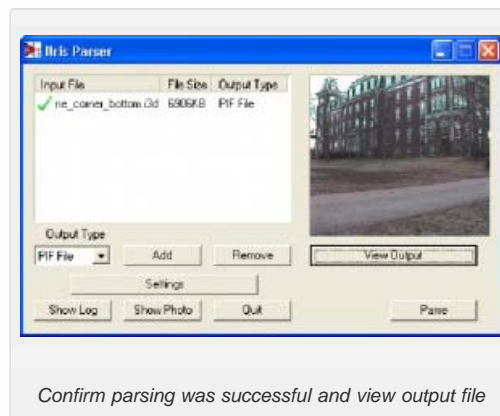 Ilris Parser
Input File File Size Output Type
ne_corner_bottom.i3d 6906KB PIF File
Output Type
PIF File Add Remove View Output
Settings
Show Log Show Photo Quit Parse
Confirm parsing was successful and view output file